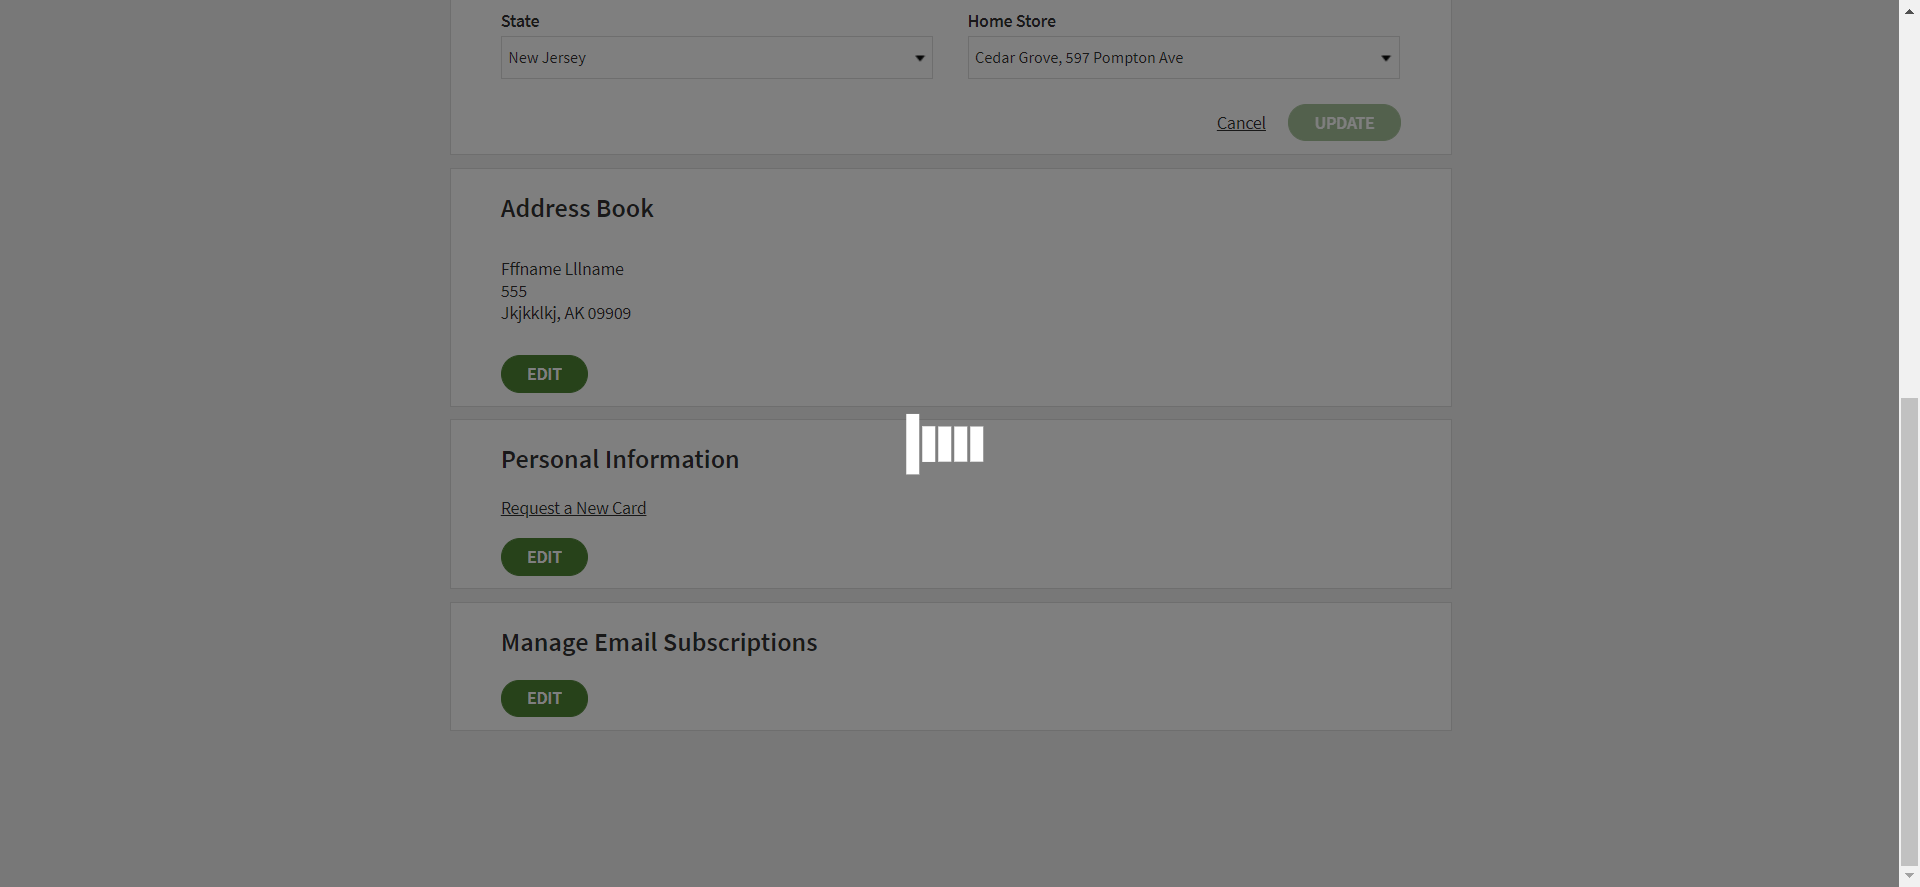 State
Home Store
New Jersey
Cedar Grove, 597 Pompton Ave
Cancel
UPDATE
Address Book
Fffname Lllname
555
Jkjkklkj, AK 09909
EDIT
Personal Information
Request a New Card
EDIT
Manage Email Subscriptions
EDIT